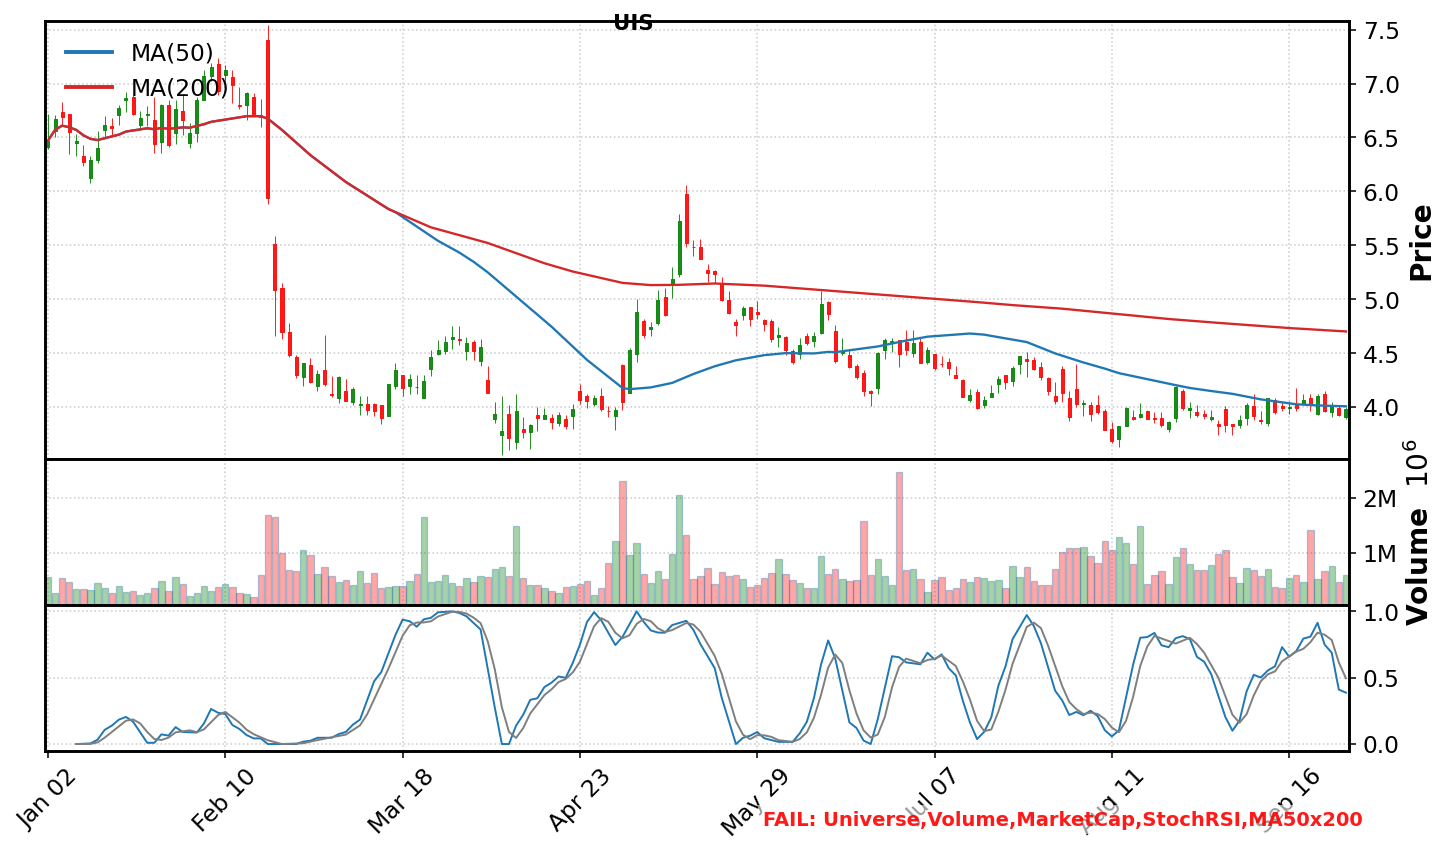 UIS
MA(50)
MA(200)
7.5
7.0
6.5
6.0
5.5
5.0
4.5
4.0
Price
10⁶
2M
1M
Volume
1.0
0.5
0.0
Jan 02
Feb 10
Mar 18
Apr 23
May 29
Jul 07
Aug 11
Sep 16
FAIL: Universe,Volume,MarketCap,StochRSI,MA50x200